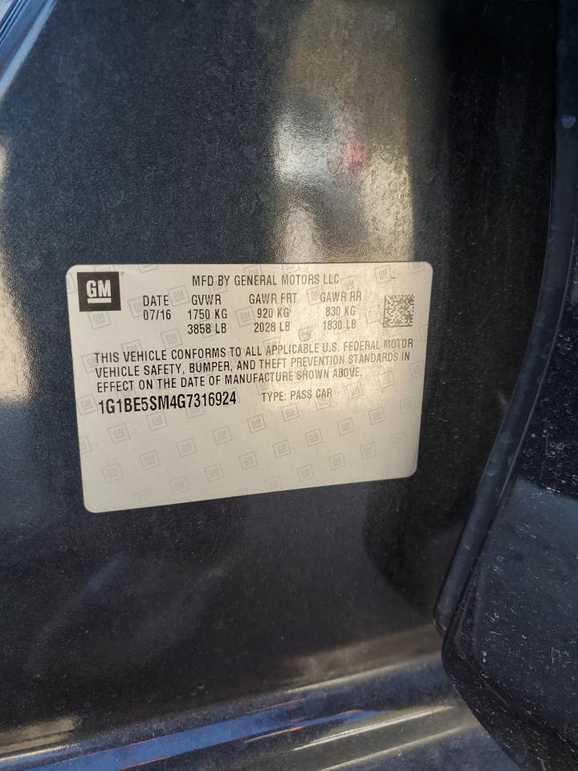 GM
MFD BY GENERAL MOTORS LLC
DATE GVWR GAWR FRT GAWR RR
07/16 1750 KG 920 KG 830 KG
3858 LB 2028 LB 1830 LB
THIS VEHICLE CONFORMS TO ALL APPLICABLE U.S. FEDERAL MOTOR
VEHICLE SAFETY, BUMPER, AND THEFT PREVENTION STANDARDS IN
EFFECT ON THE DATE OF MANUFACTURE SHOWN ABOVE.
1G1BE5SM4G7316924 TYPE: PASS CAR